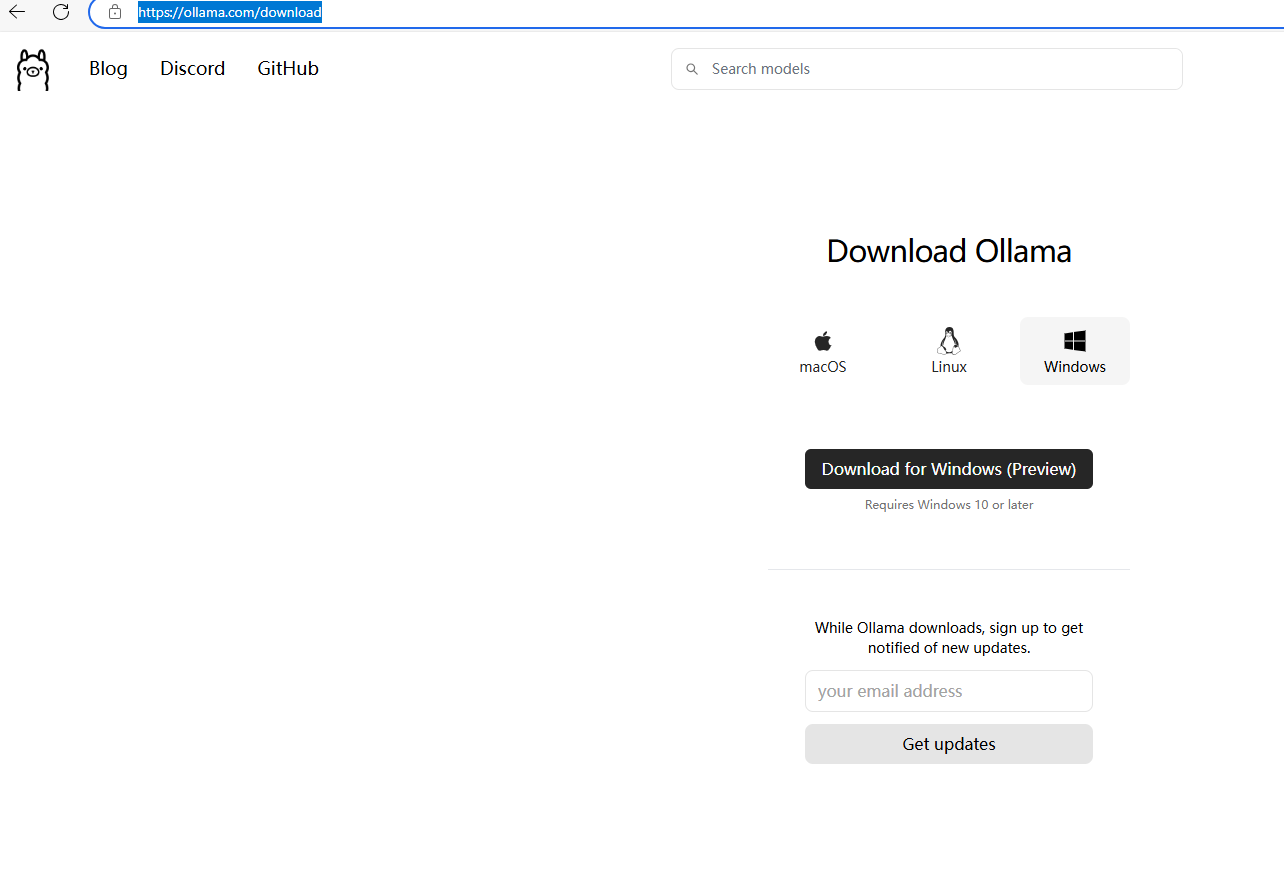 https://ollama.com/download
Blog Discord GitHub Search models
Download Ollama
macOS Linux Windows
Download for Windows (Preview)
Requires Windows 10 or later
While Ollama downloads, sign up to get
notified of new updates.
your email address
Get updates